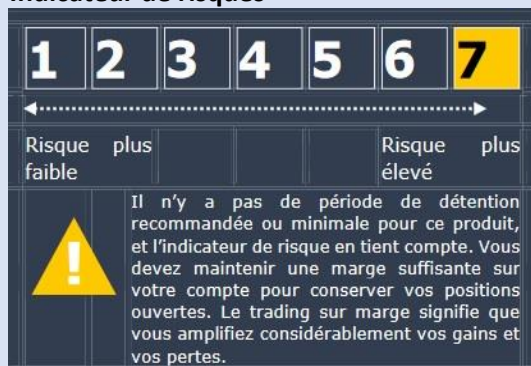 Indicateur de risques
1 2 3 4 5 6 7
Risque plus faible
Risque plus élevé
!
Il n'y a pas de période de détention
recommandée ou minimale pour ce produit,
et l'indicateur de risque en tient compte. Vous
devez maintenir une marge suffisante sur
votre compte pour conserver vos positions
ouvertes. Le trading sur marge signifie que
vous amplifiez considérablement vos gains et
vos pertes.